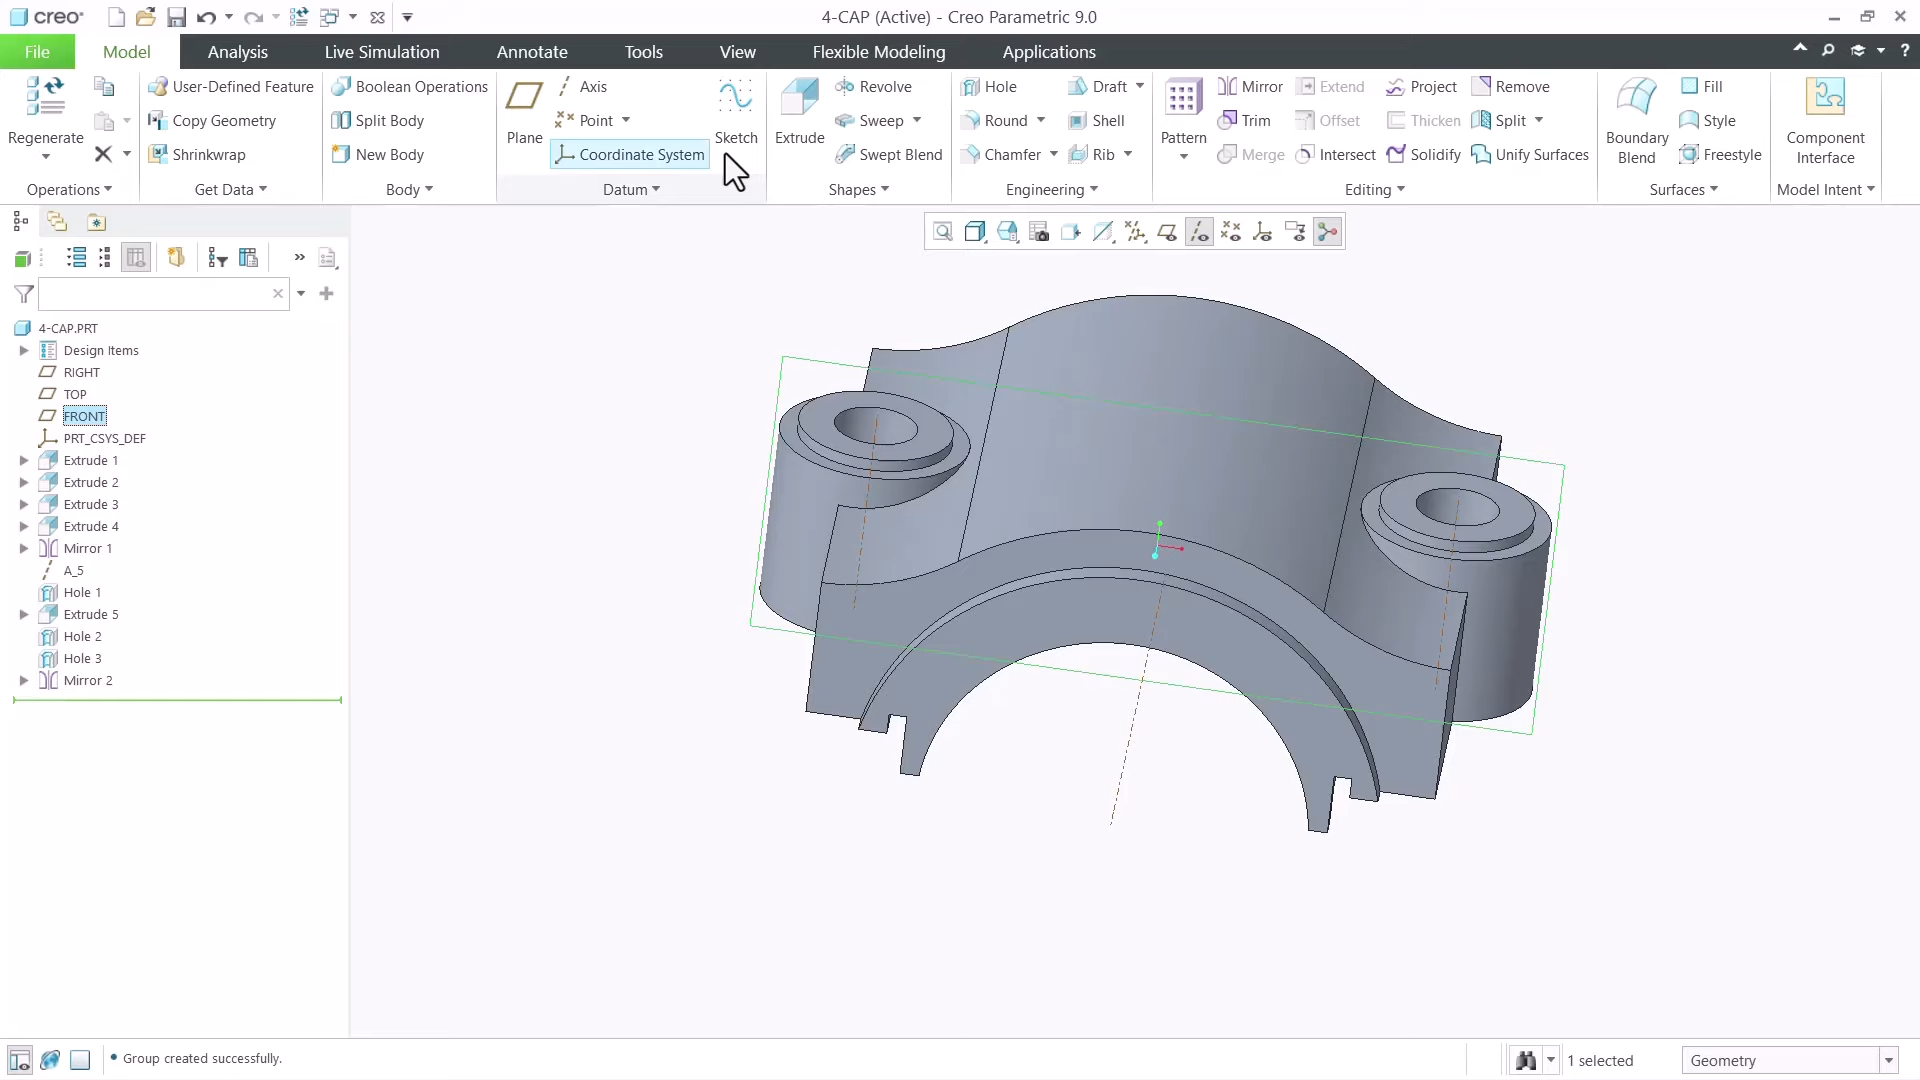 creo
4-CAP (Active) - Creo Parametric 9.0
File Model Analysis Live Simulation Annotate Tools View Flexible Modeling Applications
Regenerate
User-Defined Feature
Copy Geometry
Shrinkwrap
Boolean Operations
Split Body
New Body
Plane
Axis
Point
Coordinate System
Sketch
Extrude
Revolve
Sweep
Swept Blend
Hole
Round
Chamfer
Draft
Shell
Rib
Pattern
Mirror
Trim
Merge
Extend
Offset
Intersect
Project
Thicken
Solidify
Remove
Split
Unify Surfaces
Boundary
Blend
Fill
Style
Freestyle
Component
Interface
Operations Get Data Body Datum Shapes Engineering Editing Surfaces Model Intent
4-CAP.PRT
Design Items
RIGHT
TOP
FRONT
PRT_CSYS_DEF
Extrude 1
Extrude 2
Extrude 3
Extrude 4
Mirror 1
A_5
Hole 1
Extrude 5
Hole 2
Hole 3
Mirror 2
• Group created successfully.
1 selected
Geometry